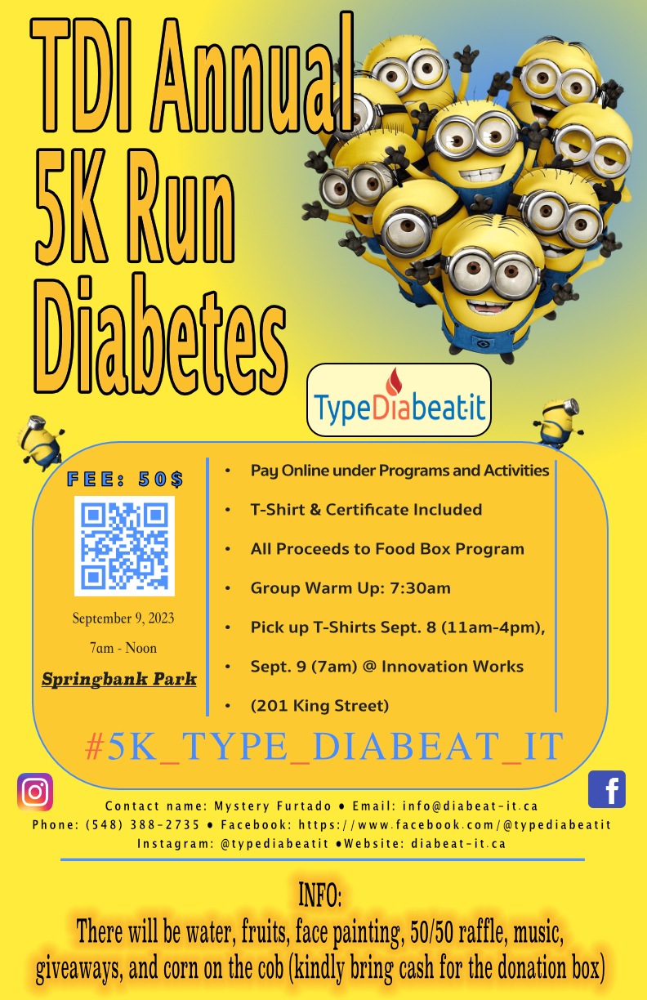 TDI Annual
5K Run
Diabetes
TypeDiabeat-it
FEE: 50$
September 9, 2023
7am - Noon
Springbank Park
• Pay Online under Programs and Activities
• T-Shirt & Certificate Included
• All Proceeds to Food Box Program
• Group Warm Up: 7:30am
• Pick up T-Shirts Sept. 8 (11am-4pm),
• Sept. 9 (7am) @ Innovation Works
• (201 King Street)
#5K_TYPE_DIABEAT_IT
Contact name: Mystery Furtado ● Email: info@diabeat-it.ca
Phone: (548) 388-2735 ● Facebook: https://www.facebook.com/@typediabeatit
Instagram: @typediabeatit ●Website: diabeat-it.ca
INFO:
There will be water, fruits, face painting, 50/50 raffle, music,
giveaways, and corn on the cob (kindly bring cash for the donation box)